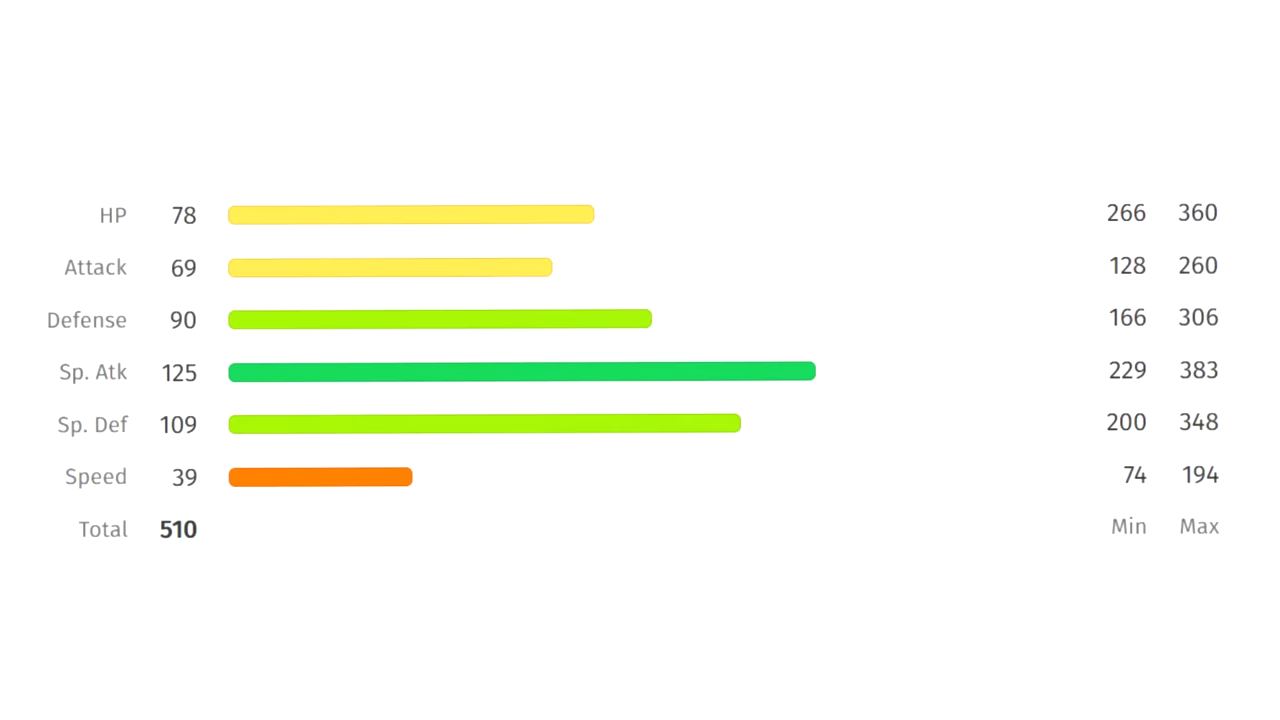 HP 78 266 360
Attack 69 128 260
Defense 90 166 306
Sp. Atk 125 229 383
Sp. Def 109 200 348
Speed 39 74 194
Total 510 Min Max